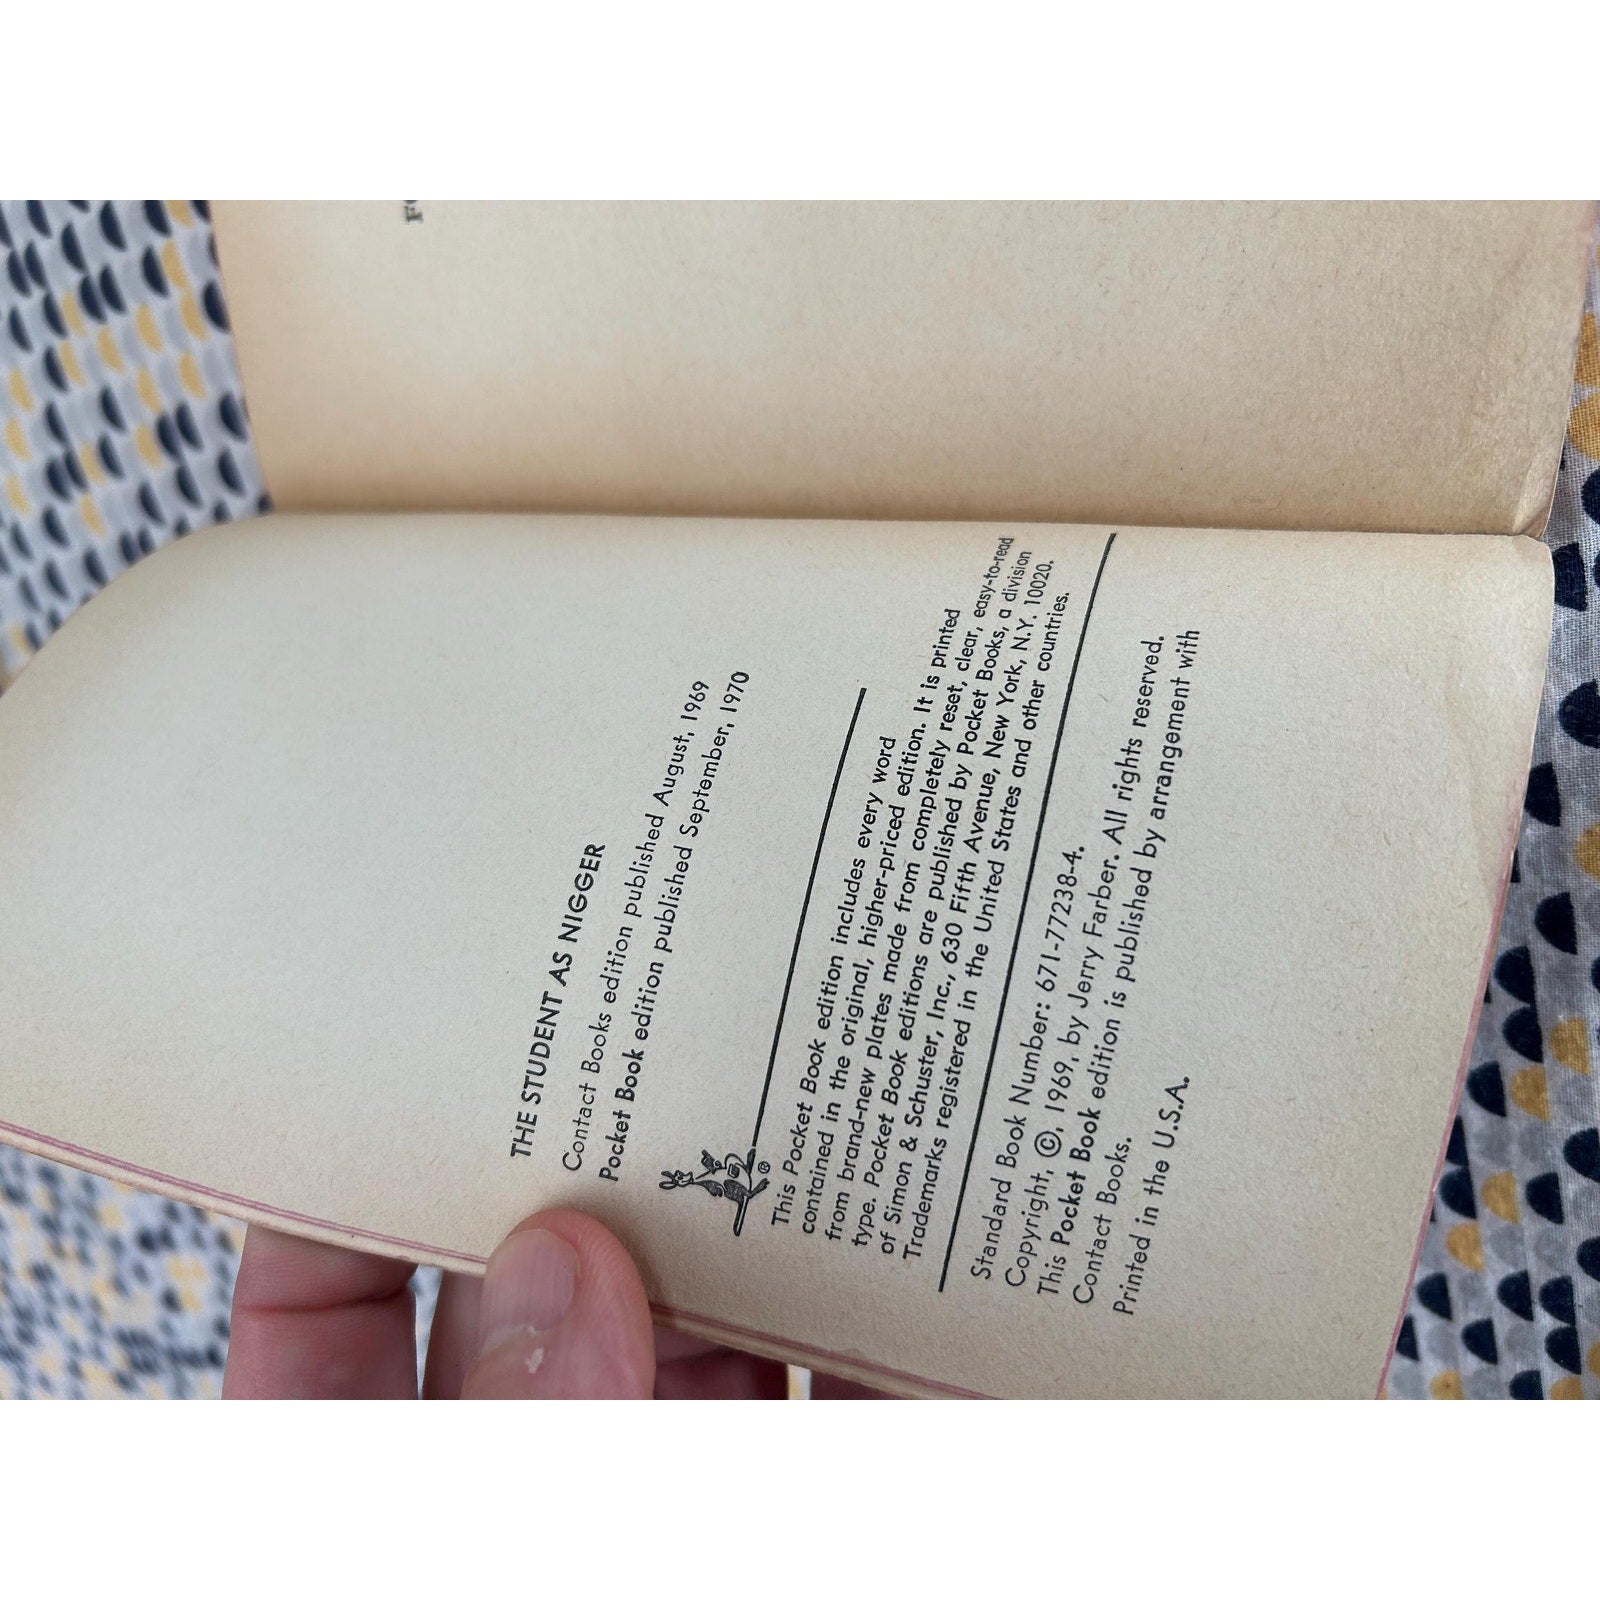 THE STUDENT AS NIGGER
Contact Books edition published August, 1969
Pocket Book edition published September, 1970
®
This Pocket Book edition includes every word
contained in the original, higher-priced edition. It is printed
from brand-new plates made from completely reset, clear, easy-to-read
type. Pocket Book editions are published by Pocket Books, a division
of Simon & Schuster, Inc., 630 Fifth Avenue, New York, N.Y. 10020.
Trademarks registered in the United States and other countries.
Standard Book Number: 671-77238-4.
Copyright, ©, 1969, by Jerry Farber. All rights reserved.
This Pocket Book edition is published by arrangement with
Contact Books.
Printed in the U.S.A.